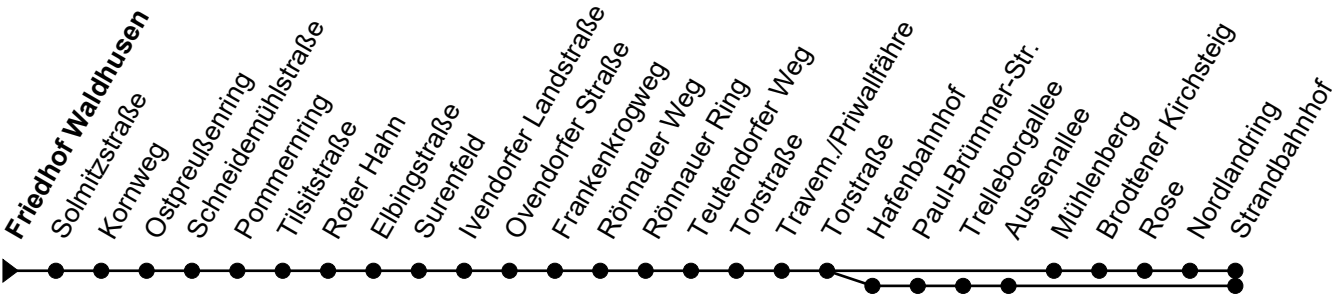 Friedhof Waldhusen
Solmitzstraße
Kornweg
Ostpreußenring
Schneidemühlstraße
Pommernring
Tilsitstraße
Roter Hahn
Elbingstraße
Surenfeld
Ivendorfer Landstraße
Ovendorfer Straße
Frankenkrogweg
Rönnauer Weg
Rönnauer Ring
Teutendorfer Weg
Torstraße
Travem./Priwallfähre
Torstraße
Hafenbahnhof
Paul-Brümmer-Str.
Trelleborgallee
Aussenallee
Mühlenberg
Brodtener Kirchsteig
Rose
Nordlandring
Strandbahnhof